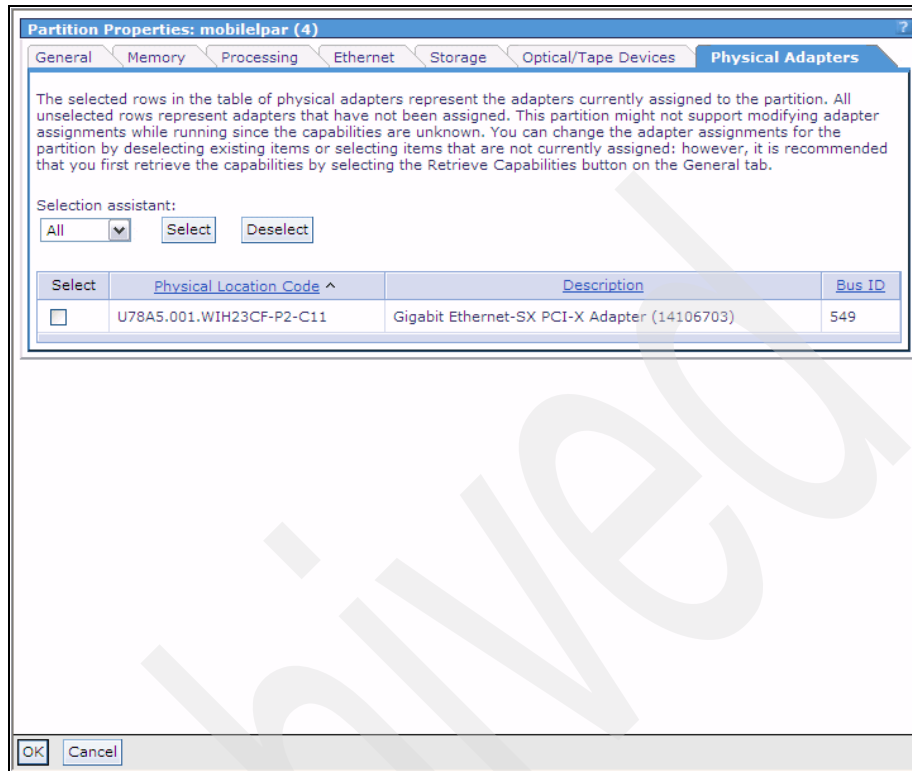 Partition Properties: mobilelpar (4) ?
General Memory Processing Ethernet Storage Optical/Tape Devices Physical Adapters
The selected rows in the table of physical adapters represent the adapters currently assigned to the partition. All
unselected rows represent adapters that have not been assigned. This partition might not support modifying adapter
assignments while running since the capabilities are unknown. You can change the adapter assignments for the
partition by deselecting existing items or selecting items that are not currently assigned: however, it is recommended
that you first retrieve the capabilities by selecting the Retrieve Capabilities button on the General tab.
Selection assistant:
All Select Deselect
Select Physical Location Code ^ Description Bus ID
U78A5.001.WIH23CF-P2-C11 Gigabit Ethernet-SX PCI-X Adapter (14106703) 549
hived
OK Cancel